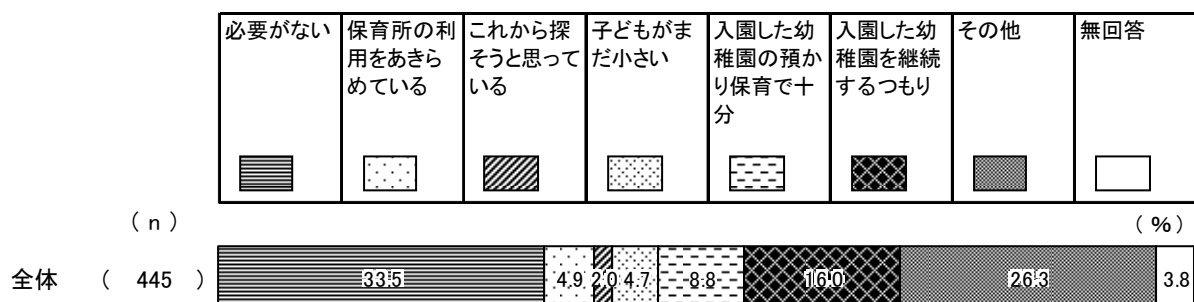 必要がない
保育所の利
用をあきら
めている
これから探
そうと思って
いる
子どもがま
だ小さい
入園した幼
稚園の預か
り保育で十
分
入園した幼
稚園を継続
するつもり
その他
無回答
(n)
(%)
全体 ( 445 ) 33.5 4.9 2.0 4.7 8.8 16.0 26.3 3.8